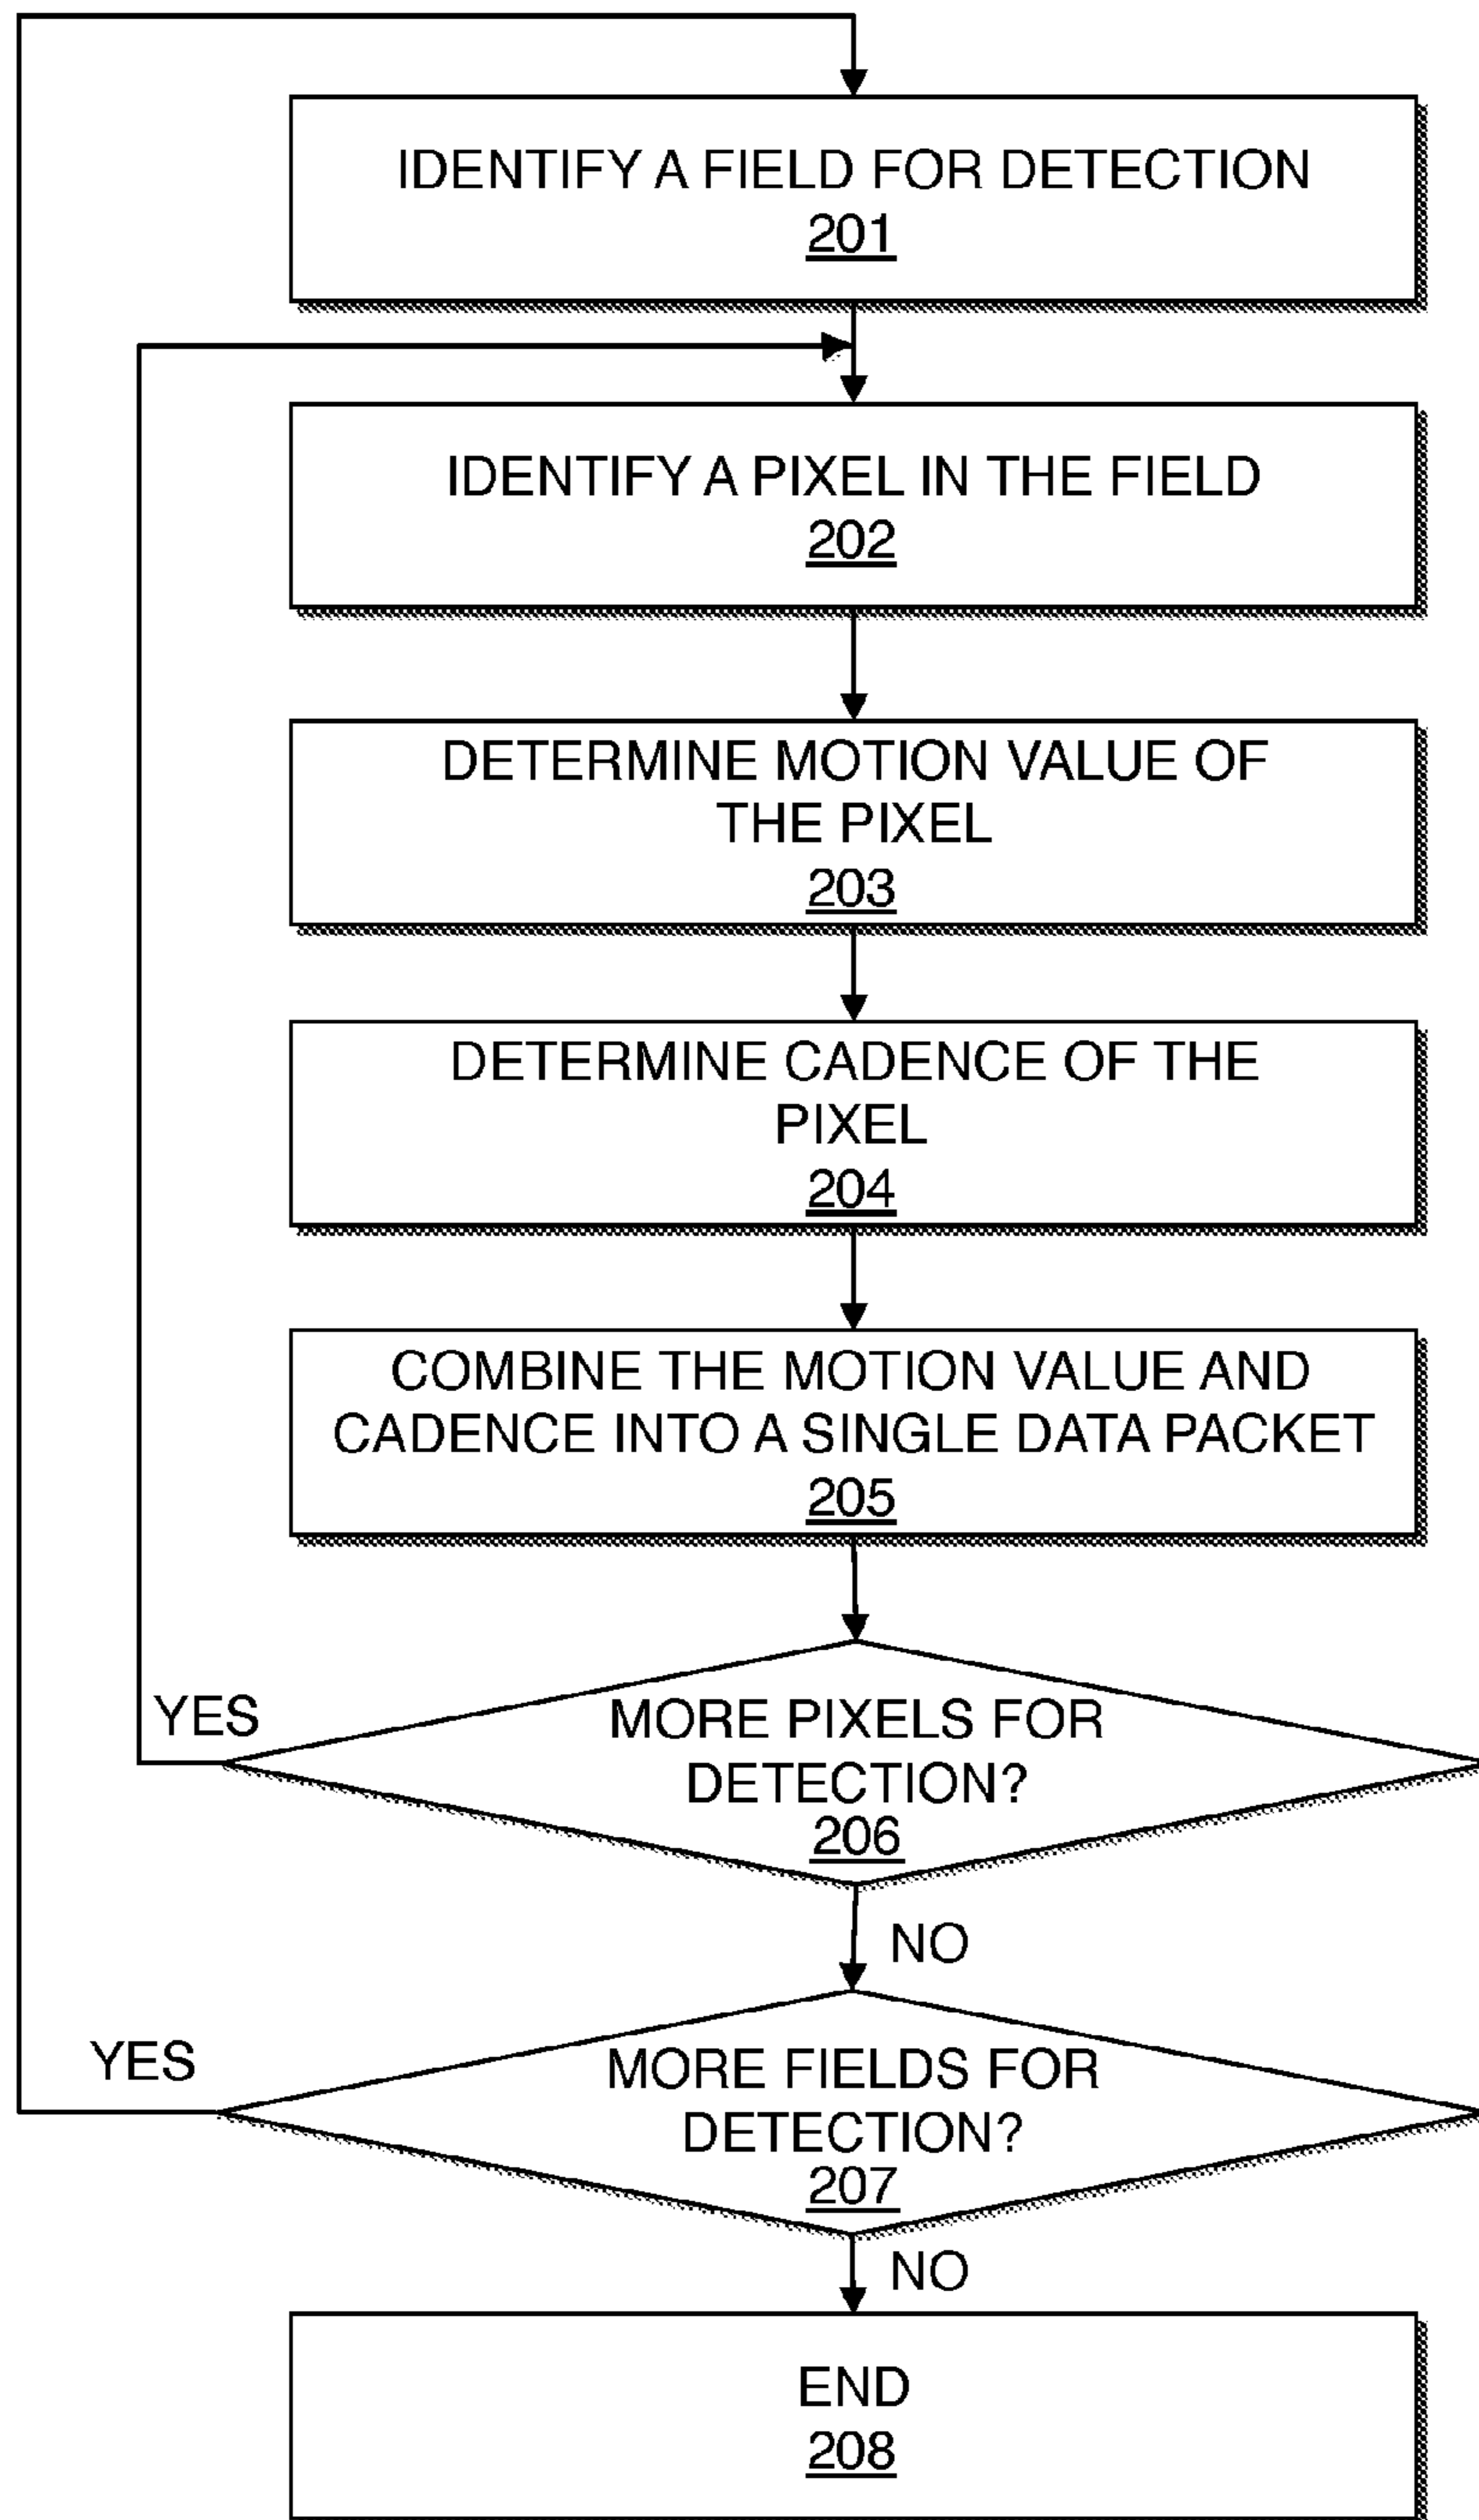 IDENTIFY A FIELD FOR DETECTION
201
IDENTIFY A PIXEL IN THE FIELD
202
DETERMINE MOTION VALUE OF
THE PIXEL
203
DETERMINE CADENCE OF THE
PIXEL
204
COMBINE THE MOTION VALUE AND
CADENCE INTO A SINGLE DATA PACKET
205
YES
MORE PIXELS FOR
DETECTION?
206
NO
YES
MORE FIELDS FOR
DETECTION?
207
NO
END
208